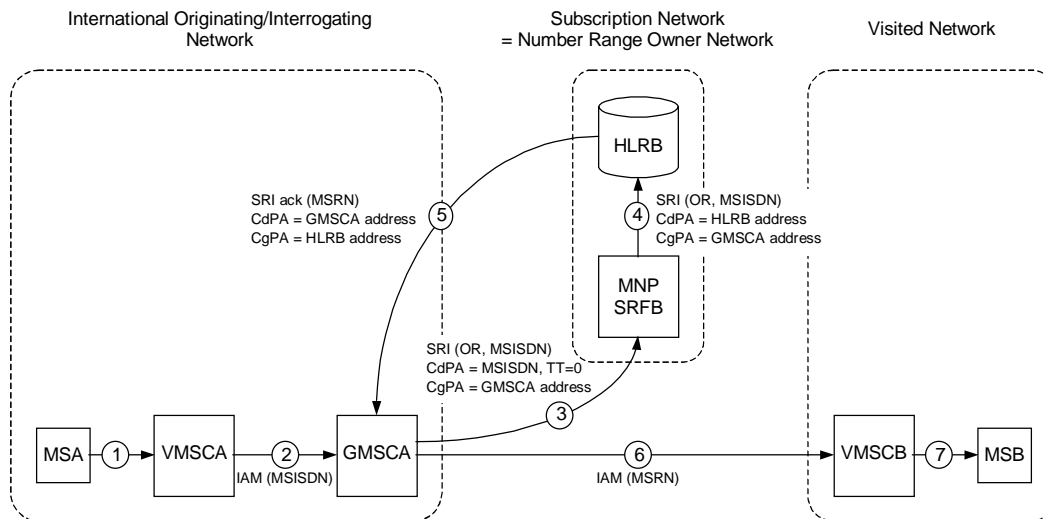 International Originating/Interrogating
Network
Subscription Network
= Number Range Owner Network
Visited Network
HLRB
SRI ack (MSRN)
CdPA = GMSCA address
CgPA = HLRB address
5
4
SRI (OR, MSISDN)
CdPA = HLRB address
CgPA = GMSCA address
MNP
SRFB
SRI (OR, MSISDN)
CdPA = MSISDN, TT=0
CgPA = GMSCA address
3
MSA
1
VMSCA
2
IAM (MSISDN)
GMSCA
6
IAM (MSRN)
VMSCB
7
MSB